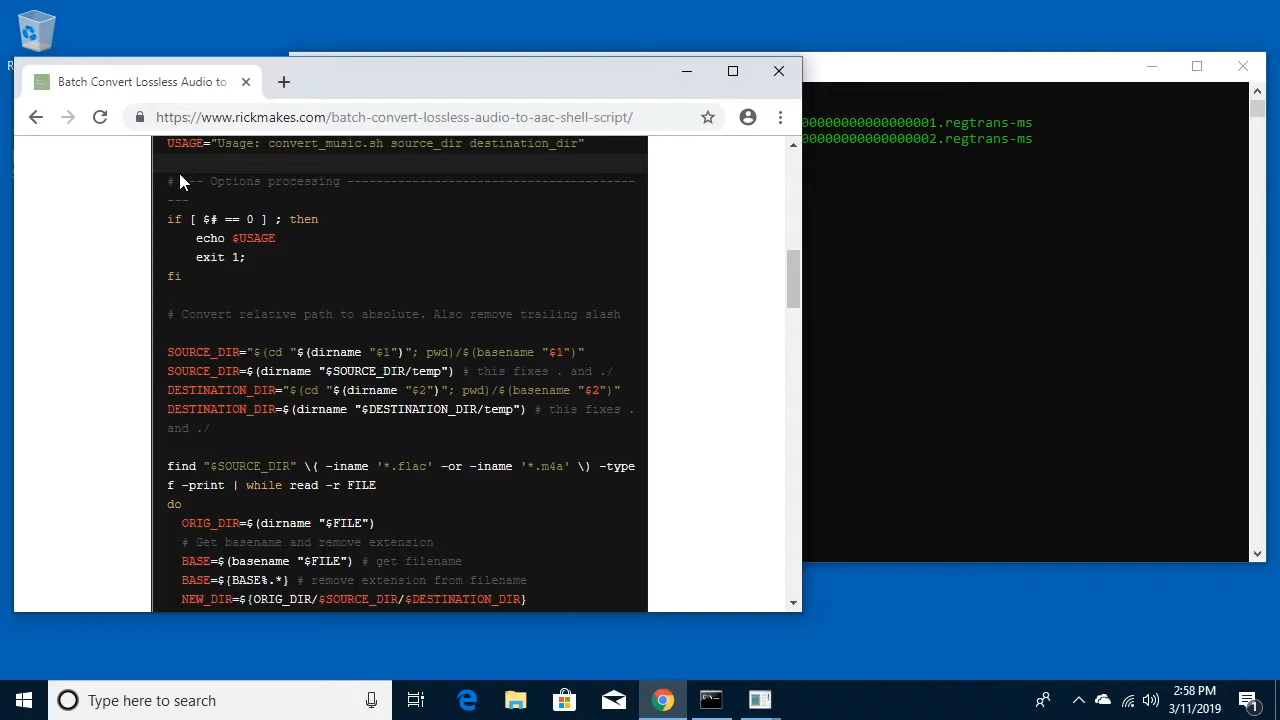 R
Batch Convert Lossless Audio to
https://www.rickmakes.com/batch-convert-lossless-audio-to-aac-shell-script/
USAGE="Usage: convert_music.sh source_dir destination_dir"
# --- Options processing ----------------------------------------
---
if [ $# == 0 ] ; then
echo $USAGE
exit 1;
fi
# Convert relative path to absolute. Also remove trailing slash
SOURCE_DIR="$(cd "$(dirname "$1")"; pwd)/$(basename "$1")"
SOURCE_DIR=$(dirname "$SOURCE_DIR/temp") # this fixes . and ./
DESTINATION_DIR="$(cd "$(dirname "$2")"; pwd)/$(basename "$2")"
DESTINATION_DIR=$(dirname "$DESTINATION_DIR/temp") # this fixes .
and ./
find "$SOURCE_DIR" \( -iname '*.flac' -or -iname '*.m4a' \) -type
f -print | while read -r FILE
do
ORIG_DIR=$(dirname "$FILE")
# Get basename and remove extension
BASE=$(basename "$FILE") # get filename
BASE=${BASE%.*} # remove extension from filename
NEW_DIR=${ORIG_DIR/$SOURCE_DIR/$DESTINATION_DIR}
00000000000000000001.regtrans-ms
00000000000000000002.regtrans-ms
Type here to search
2:58 PM
3/11/2019
1